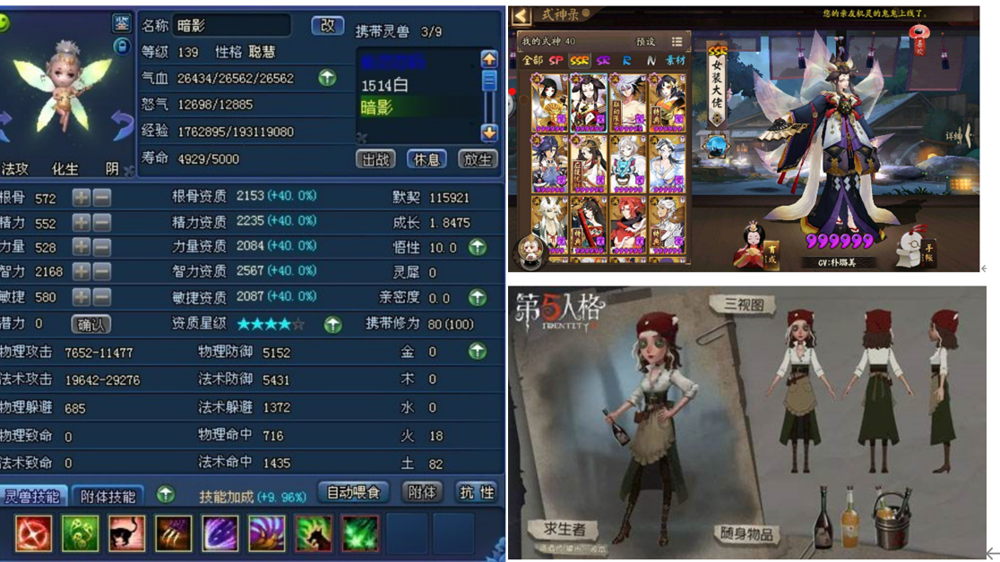 名称 暗影 改
携带灵兽 3/9
等级 139 性格 聪慧
气血 26434/26562/26562
1514白
怒气 12698/12885
暗影
经验 1762895/193119080
寿命 4929/5000
出战 休息 放生
法攻 化生 阴
根骨 572 根骨资质 2153 (+40.0%) 默契 115921
精力 552 精力资质 2235 (+40.0%) 成长 1.8475
力量 528 力量资质 2084 (+40.0%) 悟性 10.0
智力 2168 智力资质 2567 (+40.0%) 灵犀 0
敏捷 580 敏捷资质 2087 (+40.0%) 亲密度 0.0
潜力 0 确认 资质星级 携带修为 80(100)
物理攻击 7652-11477 物理防御 5152 金 0
法术攻击 19642-29276 法术防御 5431 木 0
物理躲避 685 法术躲避 1372 水 0
物理致命 0 物理命中 716 火 18
法术致命 0 法术命中 1435 土 82
灵兽技能 附体技能 技能加成 (+9.96%) 自动喂食 附体 抗性
式神录
您的亲友机灵的鬼鬼上线了。
我的式神 40 预设
全部 SP SSR SR R N 素材
SSR
女装大佬
喜欢
详情
999999
育成
手帐
CV:朴璐美
第5人格
IDENTITY V
三视图
求生者
随身物品